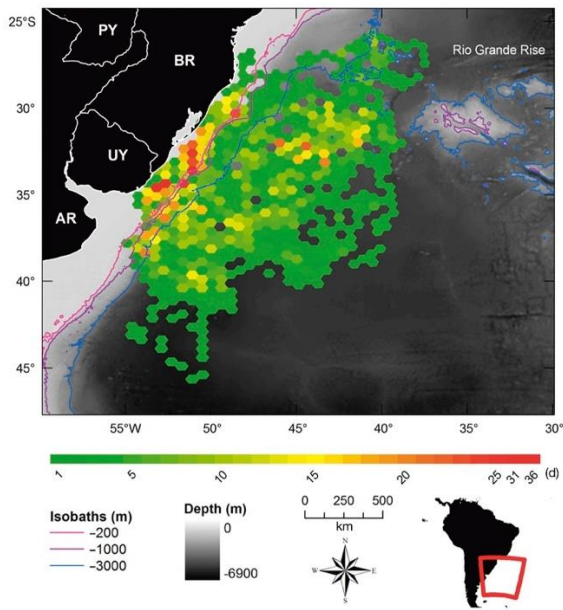 25°
PY
BR
Rio Grande Rise
30°
UY
35°
AR
40°
45°
55°W 50° 45° 40° 35° 30°
1 5 10 15 20 25 31 36 (d)
Isobaths (m) Depth (m) 0 250 500
−200 0 km
−1000 N
−3000 W E
−6900 S